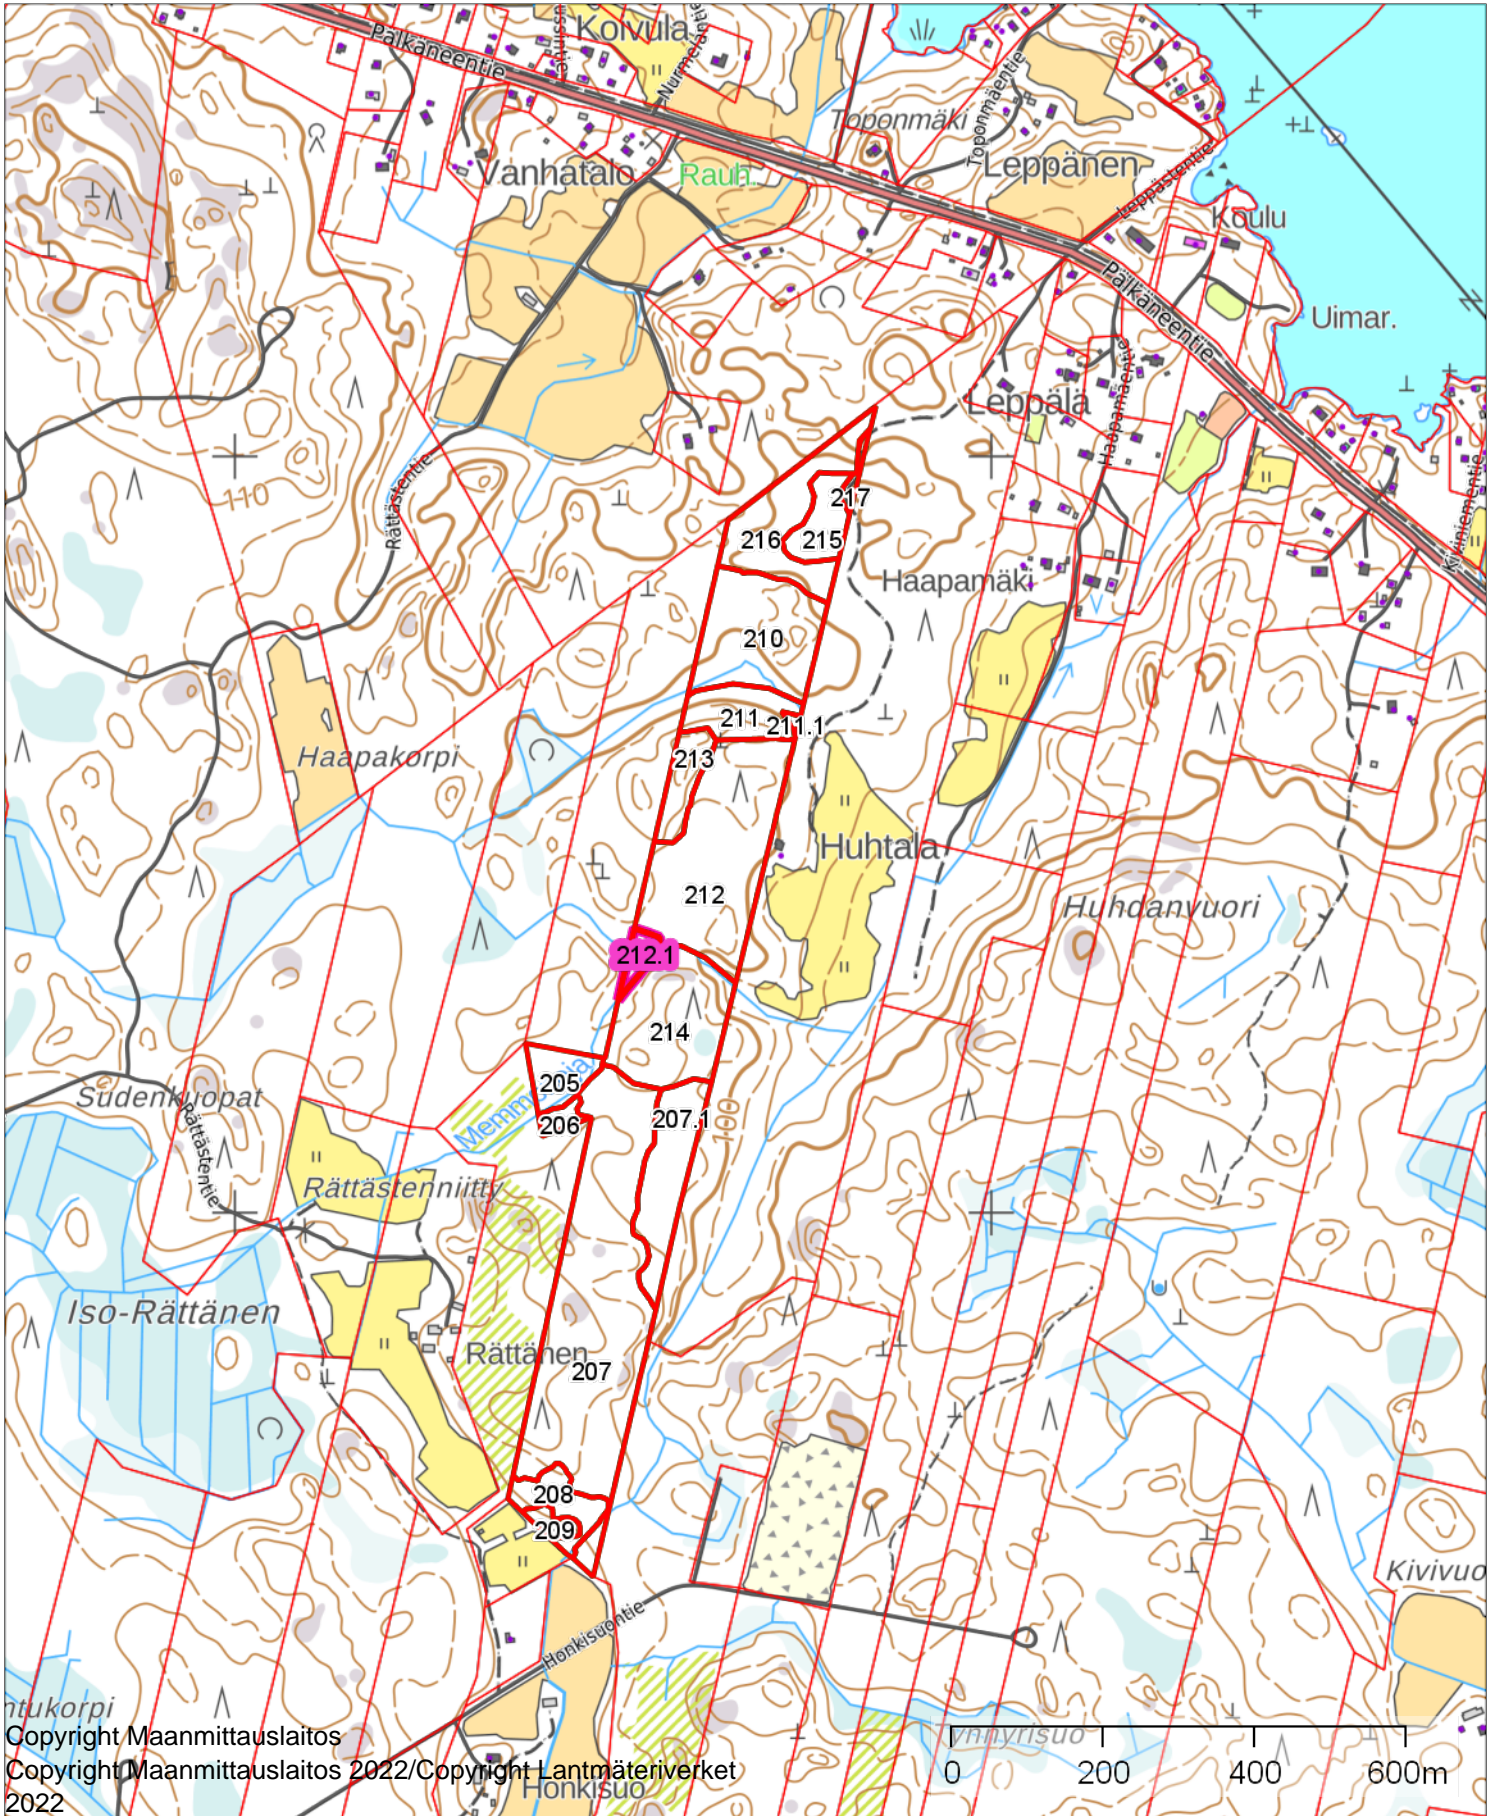 Koivula
Pälkäneentie
Nurmelantie
Toponmäki
Toponmäentie
Vanhatalo
Rauh.
Leppänen
Leppästentie
Koulu
Pälkäneentie
Uimar.
Leppälä
Haapamäentie
Rättästentie
110
Kiviniementie
217
216
215
Haapamäki
210
211
211.1
213
Haapakorpi
Huhtala
212
Huhdanvuori
212.1
214
205
Sudenkuopat
Rättästentie
206
207.1
100
Rättästenniitty
Iso-Rättänen
Rättänen
207
208
209
Kivivuo
Honkisuontie
ntukorpi
Copyright Maanmittauslaitos
Copyright Maanmittauslaitos 2022/Copyright Lantmäteriverket
2022
Honkisuo
ynnyrisuo
0 200 400 600m